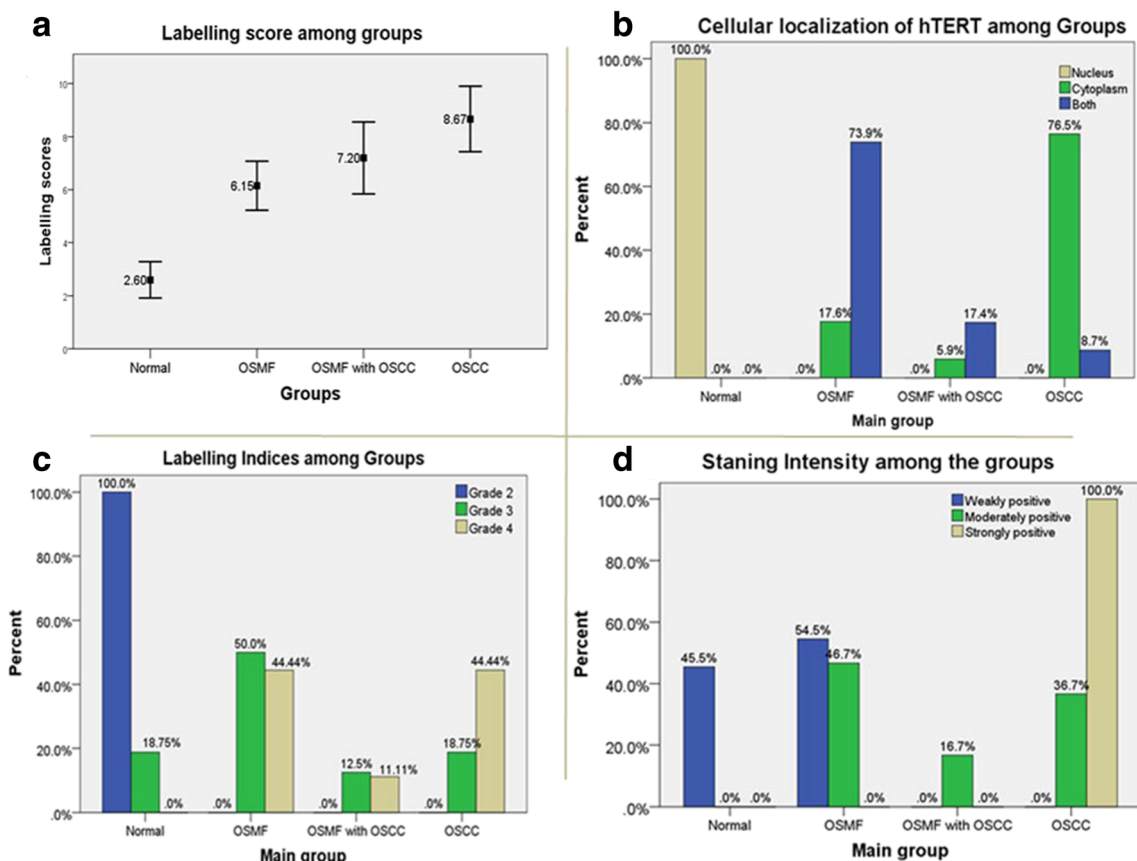 a
Labelling score among groups
Labelling scores
10
8
6
4
2
0
2.60
6.15
7.20
8.67
Normal OSMF OSMF with OSCC OSCC
Groups
b
Cellular localization of hTERT among Groups
Percent
100.0%
80.0%
60.0%
40.0%
20.0%
.0%
Nucleus
Cytoplasm
Both
100.0% .0% .0%
.0% 17.6% 73.9%
.0% 5.9% 17.4%
.0% 76.5% 8.7%
Normal OSMF OSMF with OSCC OSCC
Main group
c
Labelling Indices among Groups
Percent
100.0%
80.0%
60.0%
40.0%
20.0%
.0%
Grade 2
Grade 3
Grade 4
100.0% 18.75% .0%
.0% 50.0% 44.44%
.0% 12.5% 11.11%
.0% 18.75% 44.44%
Normal OSMF OSMF with OSCC OSCC
Main group
d
Staning Intensity among the groups
Percent
100.0%
80.0%
60.0%
40.0%
20.0%
.0%
Weakly positive
Moderately positive
Strongly positive
45.5% .0% .0%
54.5% 46.7% .0%
.0% 16.7% .0%
.0% 36.7% 100.0%
Normal OSMF OSMF with OSCC OSCC
Main group